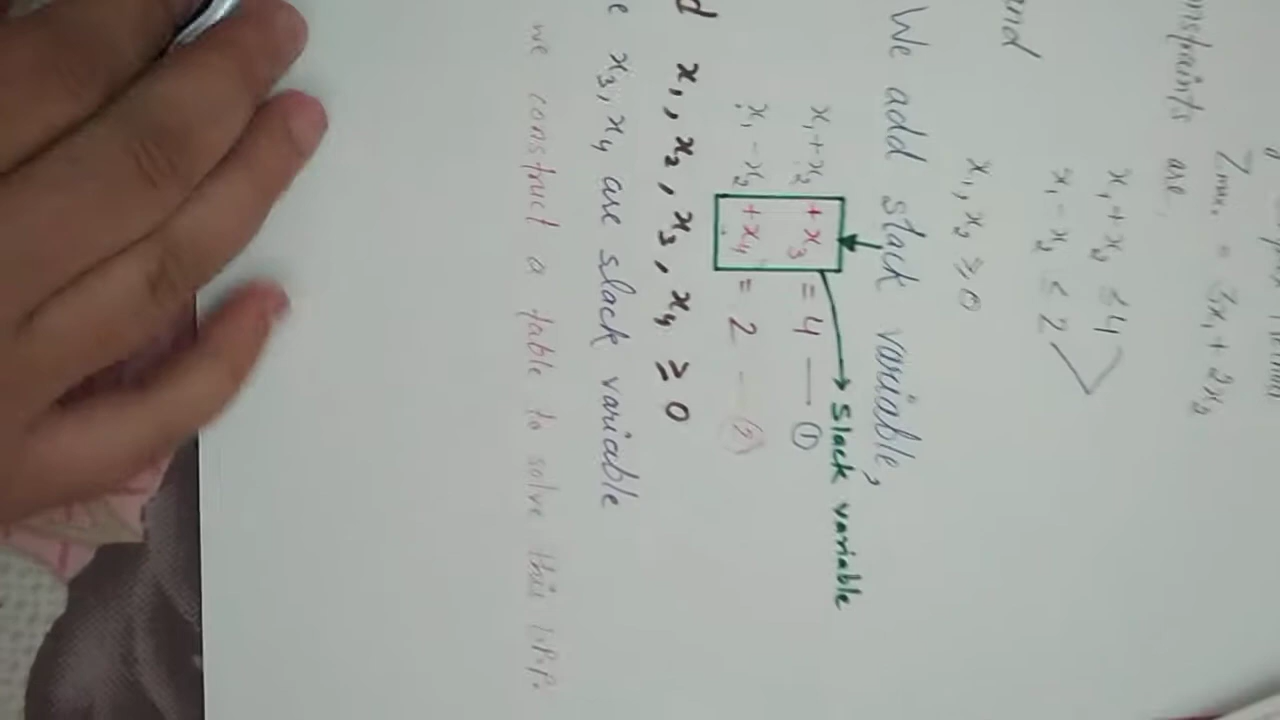 Zmax. = 3x₁ + 2x₂
are
x₁ + x₂ ≤ 4
x₁ - x₂ ≤ 2
and
x₁, x₂ ≥ 0
We add slack variable,
Slack variable
x₁ + x₂ + x₃ = 4 — ①
x₁ - x₂ + x₄ = 2 — (2)
x₁, x₂, x₃, x₄ ≥ 0
x₃, x₄ are slack variable
we construct a table to solve this L.P.P.